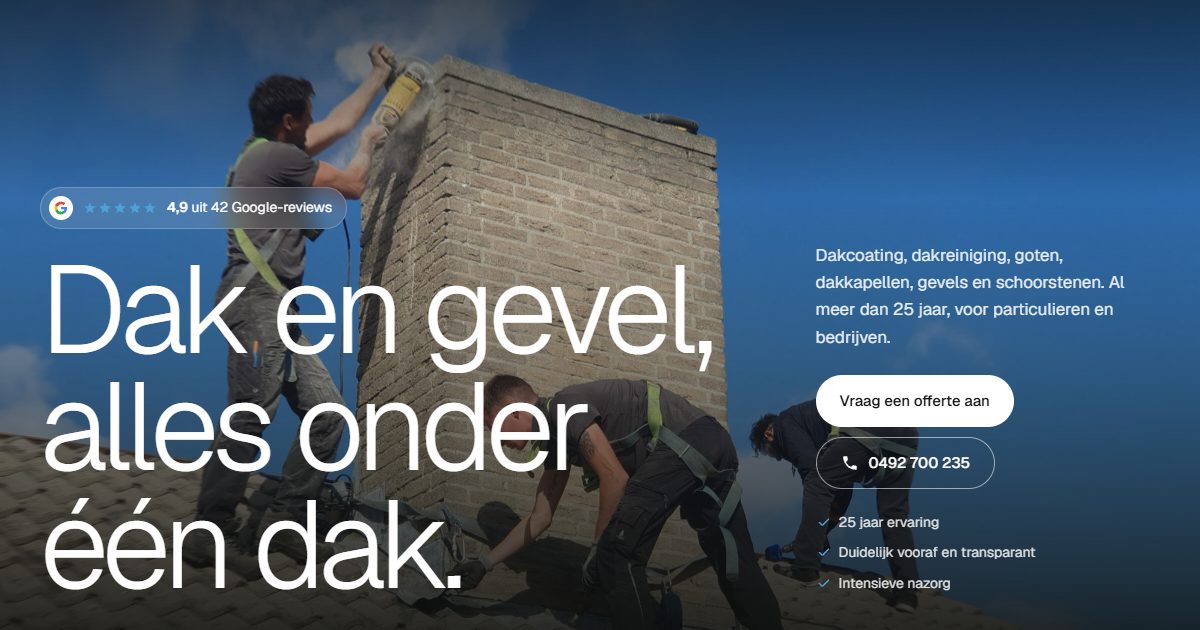 4,9 uit 42 Google-reviews
Dak en gevel,
alles onder
één dak.
Dakcoating, dakreiniging, goten,
dakkapellen, gevels en schoorstenen. Al
meer dan 25 jaar, voor particulieren en
bedrijven.
Vraag een offerte aan
0492 700 235
25 jaar ervaring
Duidelijk vooraf en transparant
Intensieve nazorg